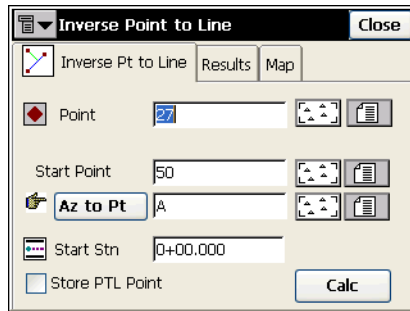 Inverse Point to Line Close
Inverse Pt to Line Results Map
Point 27
Start Point 50
Az to Pt A
Start Stn 0+00.000
Store PTL Point Calc